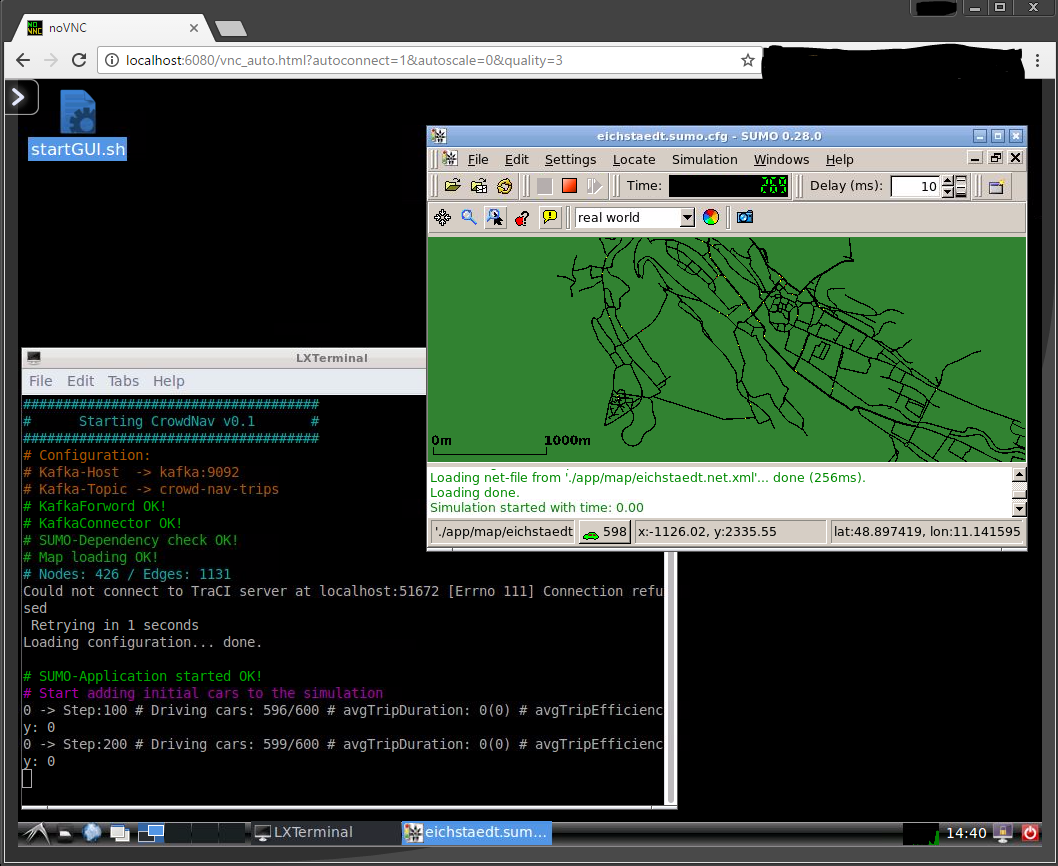 noVNC
localhost:6080/vnc_auto.html?autoconnect=1&autoscale=0&quality=3
startGUI.sh
eichstaedt.sumo.cfg - SUMO 0.28.0
File Edit Settings Locate Simulation Windows Help
Time: 269 Delay (ms): 10
real world
0m 1000m
Loading net-file from './app/map/eichstaedt.net.xml'... done (256ms).
Loading done.
Simulation started with time: 0.00
'./app/map/eichstaedt 598 x:-1126.02, y:2335.55 lat:48.897419, lon:11.141595
LXTerminal
File Edit Tabs Help
#####################################
# Starting CrowdNav v0.1 #
#####################################
# Configuration:
# Kafka-Host -> kafka:9092
# Kafka-Topic -> crowd-nav-trips
# KafkaForword OK!
# KafkaConnector OK!
# SUMO-Dependency check OK!
# Map loading OK!
# Nodes: 426 / Edges: 1131
Could not connect to TraCI server at localhost:51672 [Errno 111] Connection refu
sed
Retrying in 1 seconds
Loading configuration... done.
# SUMO-Application started OK!
# Start adding initial cars to the simulation
0 -> Step:100 # Driving cars: 596/600 # avgTripDuration: 0(0) # avgTripEfficienc
y: 0
0 -> Step:200 # Driving cars: 599/600 # avgTripDuration: 0(0) # avgTripEfficienc
y: 0
LXTerminal eichstaedt.sum... 14:40